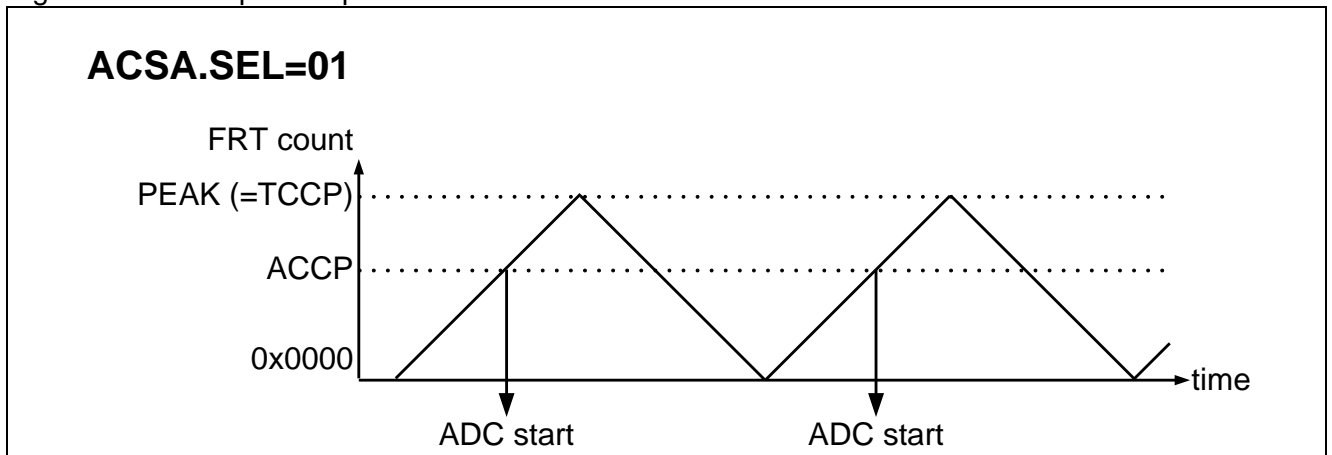 ACSA.SEL=01
FRT count
PEAK (=TCCP)
ACCP
0x0000
time
ADC start
ADC start